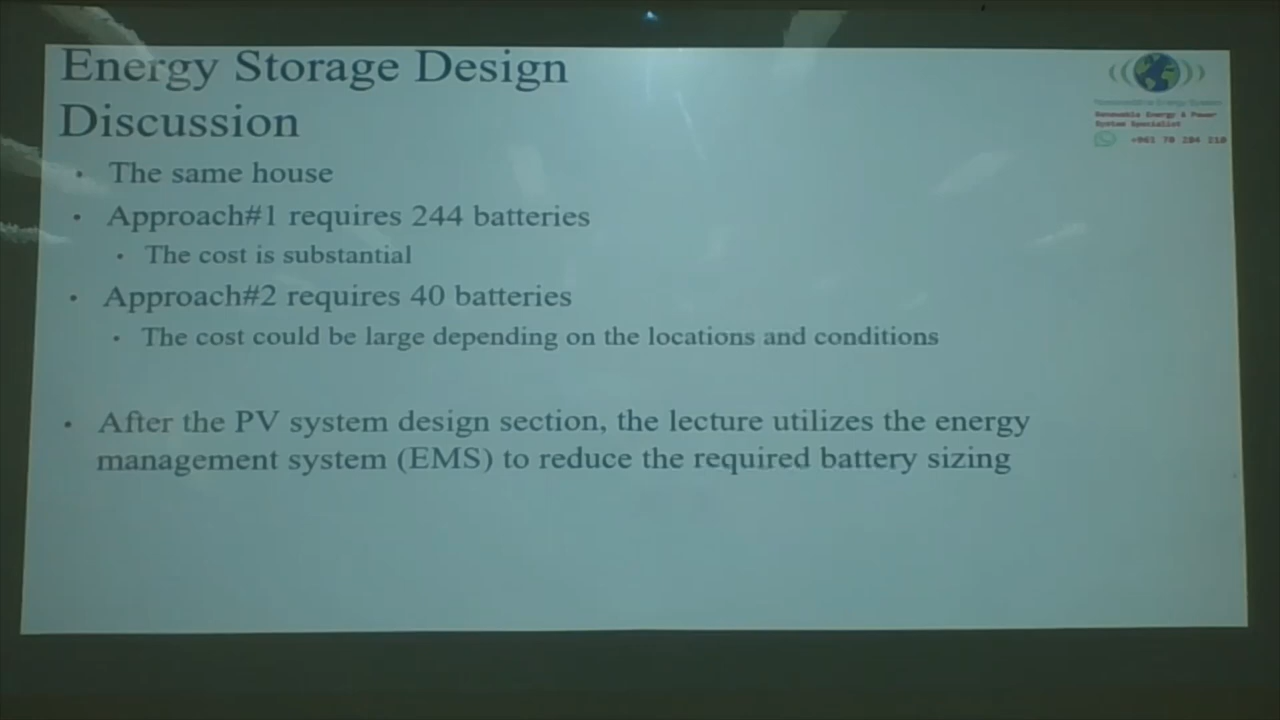 Energy Storage Design
Discussion
• The same house
• Approach#1 requires 244 batteries
• The cost is substantial
• Approach#2 requires 40 batteries
• The cost could be large depending on the locations and conditions
• After the PV system design section, the lecture utilizes the energy
management system (EMS) to reduce the required battery sizing
Renewable Energy & Power
System Specialist